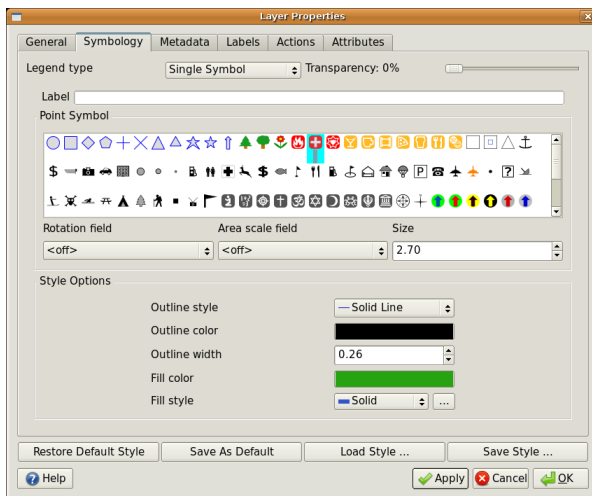 Layer Properties
General Symbology Metadata Labels Actions Attributes
Legend type Single Symbol Transparency: 0%
Label
Point Symbol
Rotation field Area scale field Size
<off> <off> 2.70
Style Options
Outline style Solid Line
Outline color
Outline width 0.26
Fill color
Fill style Solid ...
Restore Default Style Save As Default Load Style ... Save Style ...
Help Apply Cancel OK